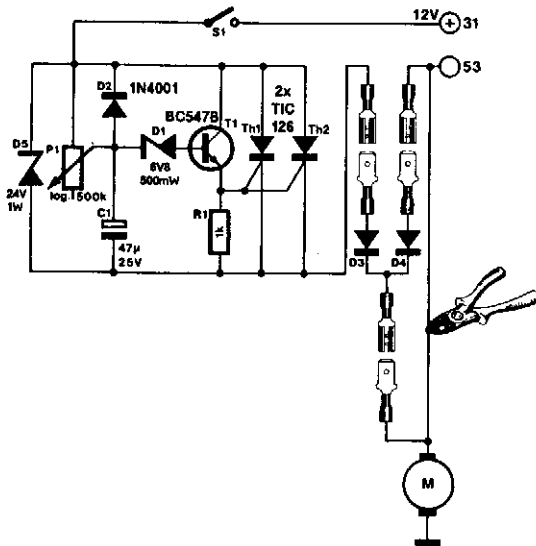 12V + 31
S1
53
D2 1N4001
2x
TIC
126
BC547B
T1
Th1
Th2
D5
P1
D1
6V8
500mW
24V
1W
log.
500k
C1
47µ
25V
R1
1k
D3
D4
M